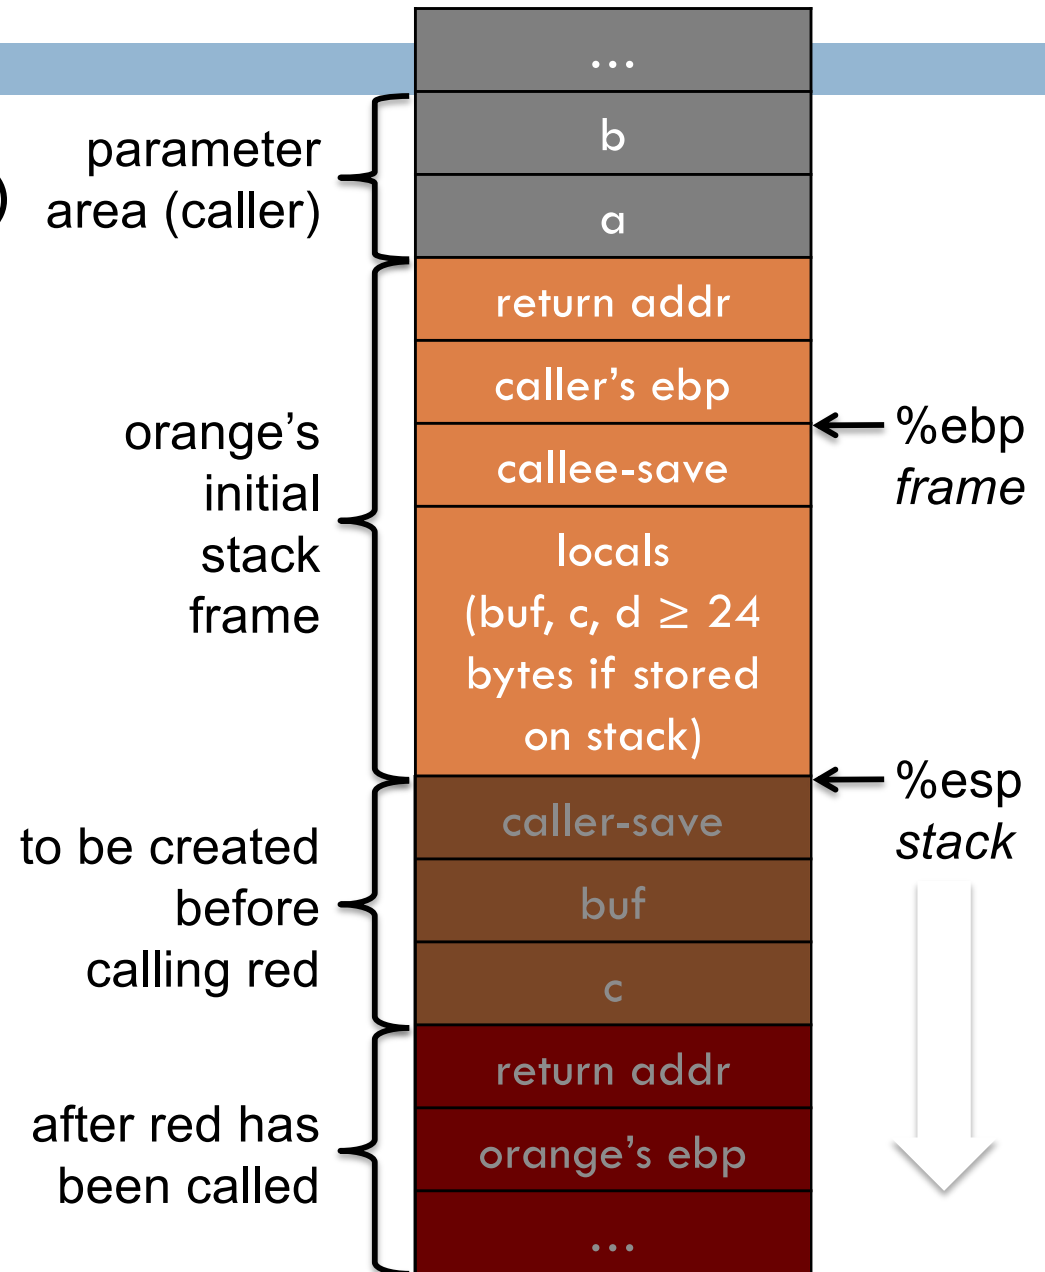 …
b
a
parameter
area (caller)
)
return addr
caller's ebp
callee-save
locals
(buf, c, d ≥ 24
bytes if stored
on stack)
orange's
initial
stack
frame
%ebp
frame
%esp
stack
caller-save
buf
c
to be created
before
calling red
return addr
orange's ebp
…
after red has
been called